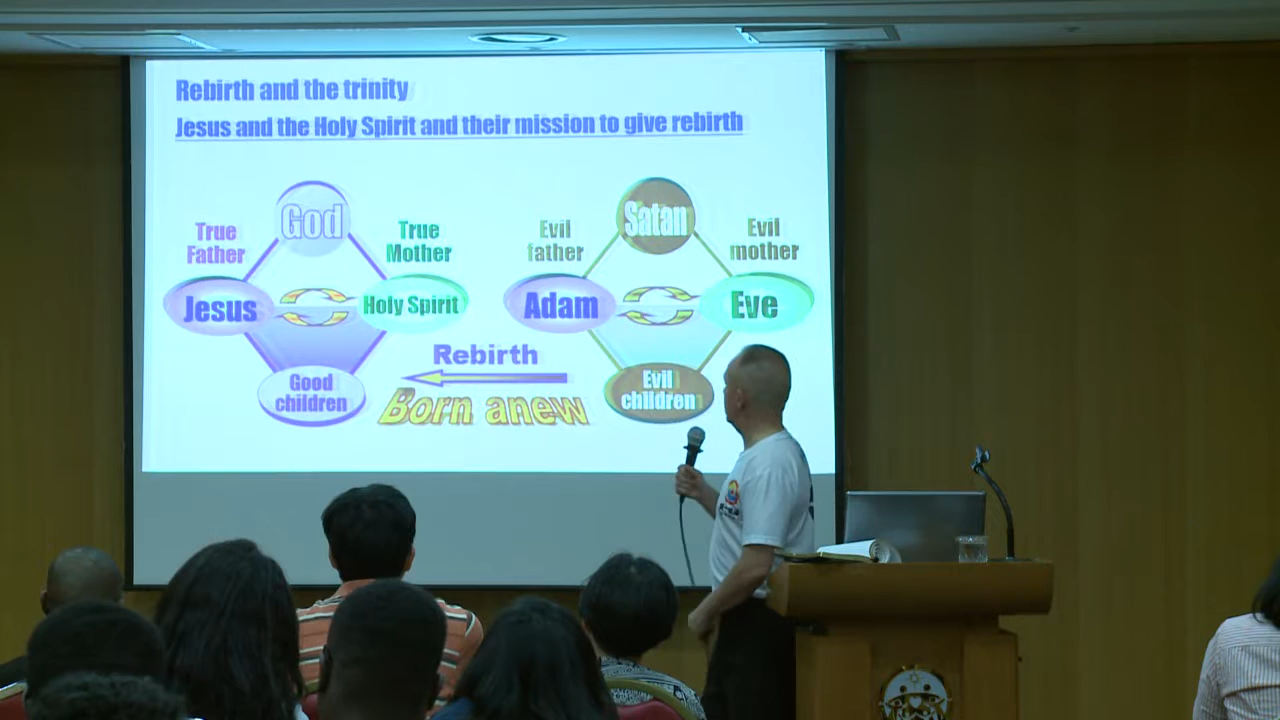 Rebirth and the trinity
Jesus and the Holy Spirit and their mission to give rebirth
God
True
Father
True
Mother
Jesus
Holy Spirit
Good
children
Satan
Evil
father
Evil
mother
Adam
Eve
Evil
children
Rebirth
Born anew